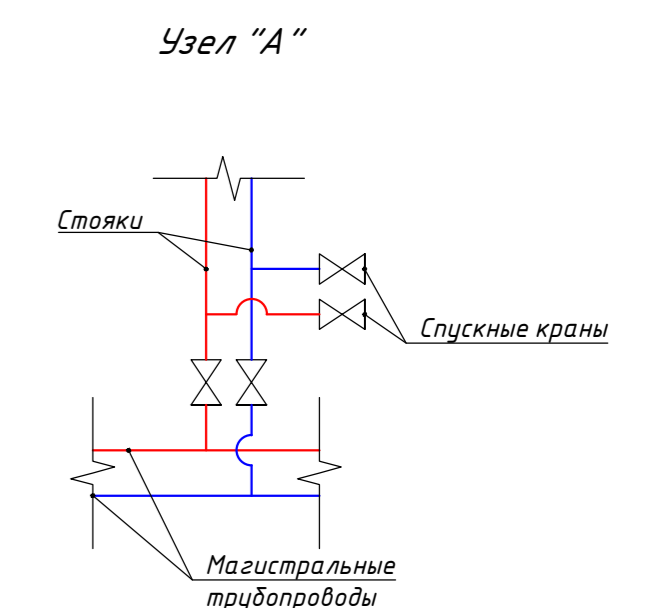 Узел "А"
Стояки
Спускные краны
Магистральные
трубопроводы